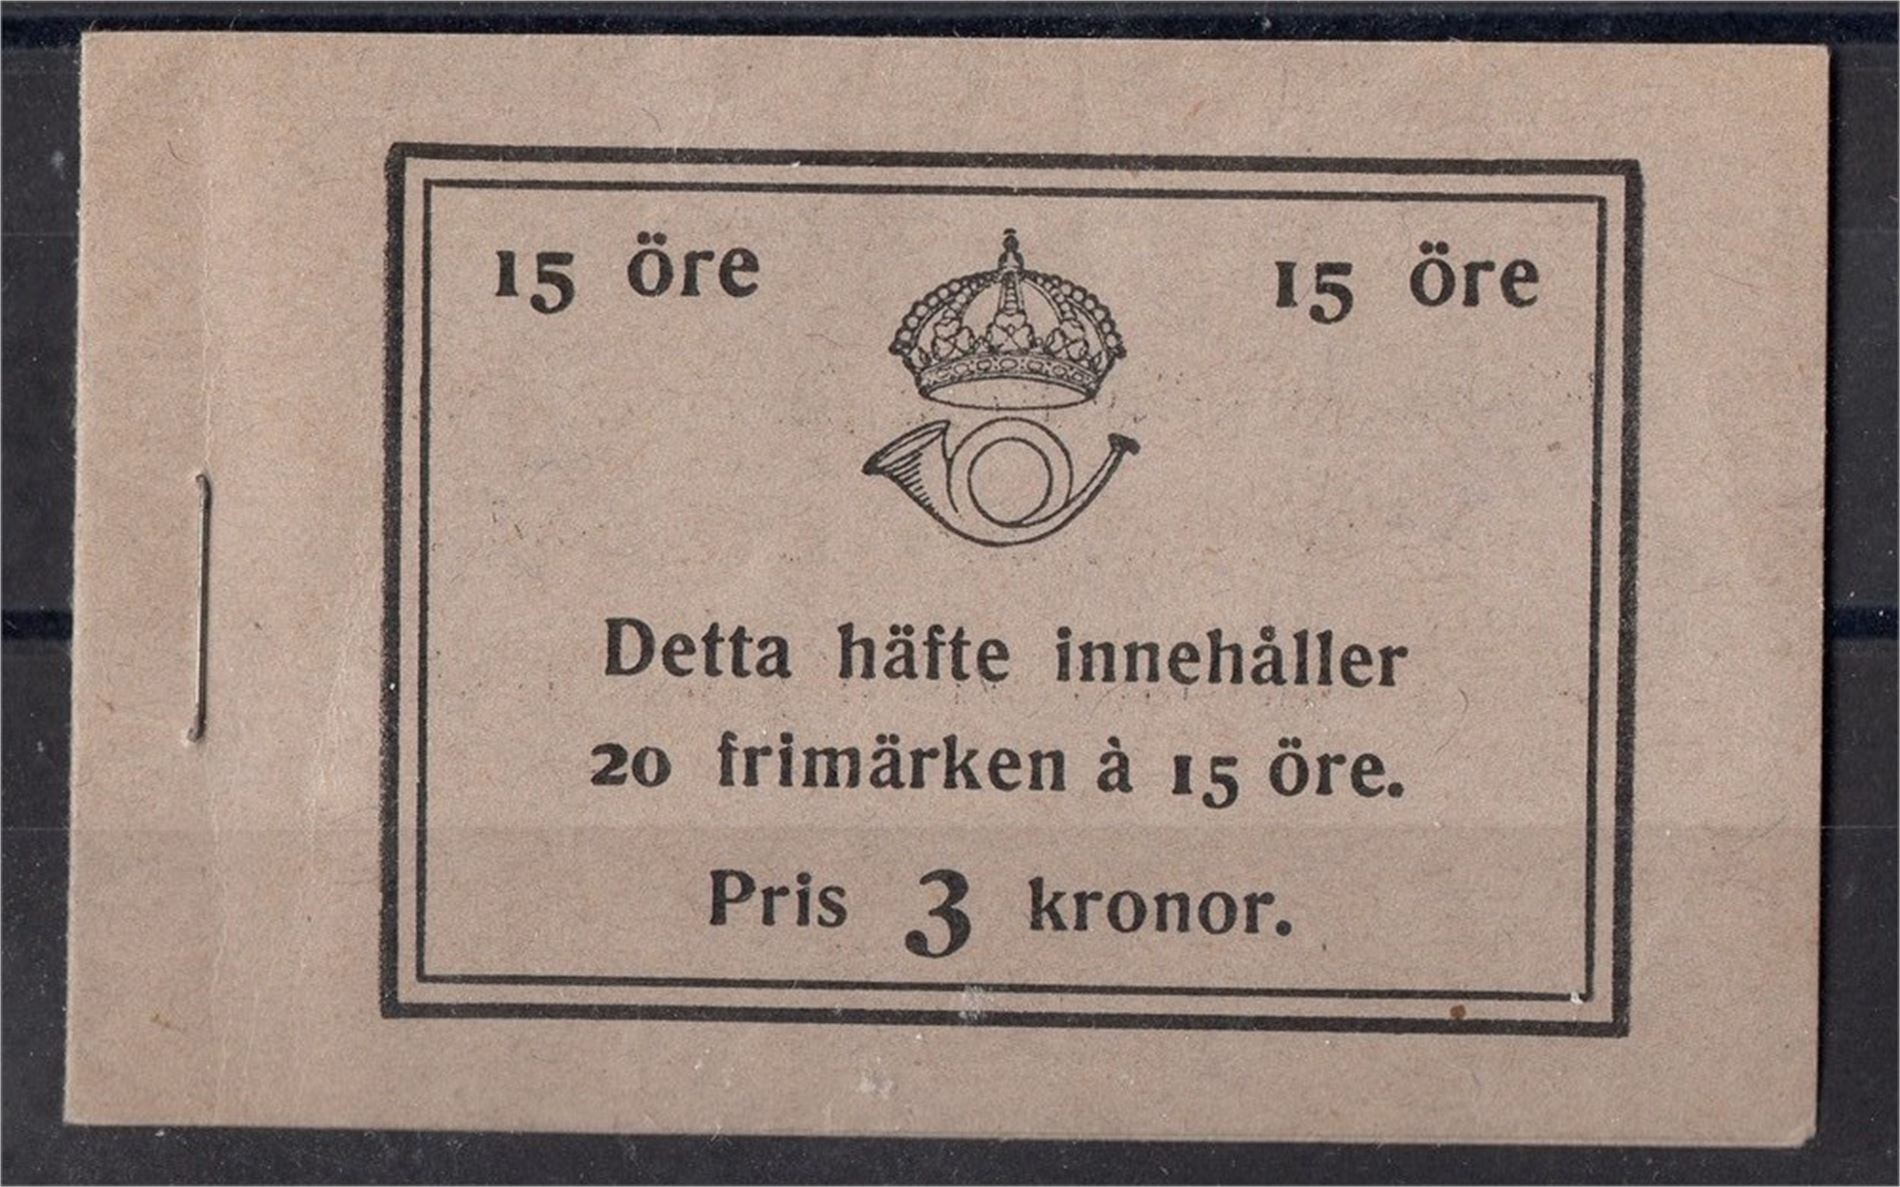 15 öre 15 öre
Detta häfte innehåller
20 frimärken à 15 öre.
Pris 3 kronor.